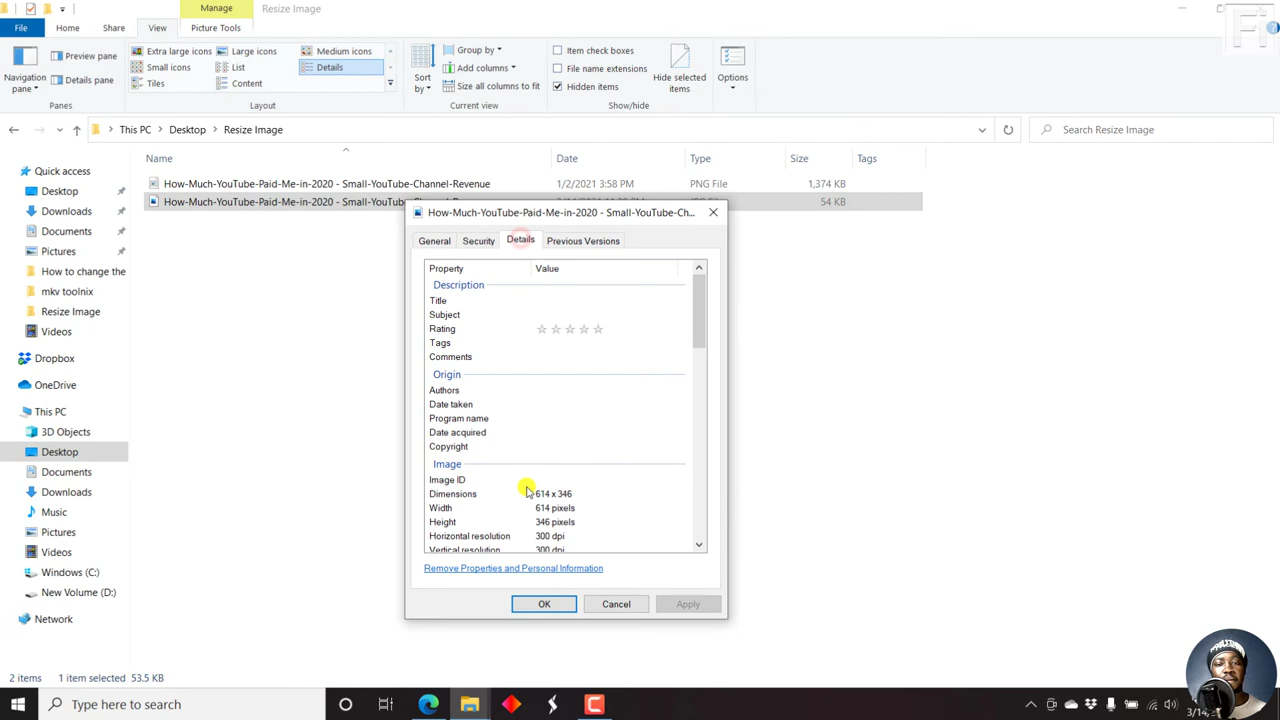 Manage
Resize Image
File
Home
Share
View
Picture Tools
Navigation pane
Preview pane
Details pane
Panes
Extra large icons
Large icons
Medium icons
Small icons
List
Details
Tiles
Content
Layout
Sort by
Group by
Add columns
Size all columns to fit
Current view
Item check boxes
File name extensions
Hidden items
Hide selected items
Show/hide
Options
This PC
Desktop
Resize Image
Search Resize Image
Name
Date
Type
Size
Tags
How-Much-YouTube-Paid-Me-in-2020 - Small-YouTube-Channel-Revenue
1/2/2021 3:58 PM
PNG File
1,374 KB
How-Much-YouTube-Paid-Me-in-2020 - Small-YouTube
54 KB
Quick access
Desktop
Downloads
Documents
Pictures
How to change the
mkv toolnix
Resize Image
Videos
Dropbox
OneDrive
This PC
3D Objects
Desktop
Documents
Downloads
Music
Pictures
Videos
Windows (C:)
New Volume (D:)
Network
How-Much-YouTube-Paid-Me-in-2020 - Small-YouTube-Ch...
General
Security
Details
Previous Versions
Property
Value
Description
Title
Subject
Rating
Tags
Comments
Origin
Authors
Date taken
Program name
Date acquired
Copyright
Image
Image ID
Dimensions
614 x 346
Width
614 pixels
Height
346 pixels
Horizontal resolution
300 dpi
Vertical resolution
300 dpi
Remove Properties and Personal Information
OK
Cancel
Apply
2 items
1 item selected 53.5 KB
Type here to search